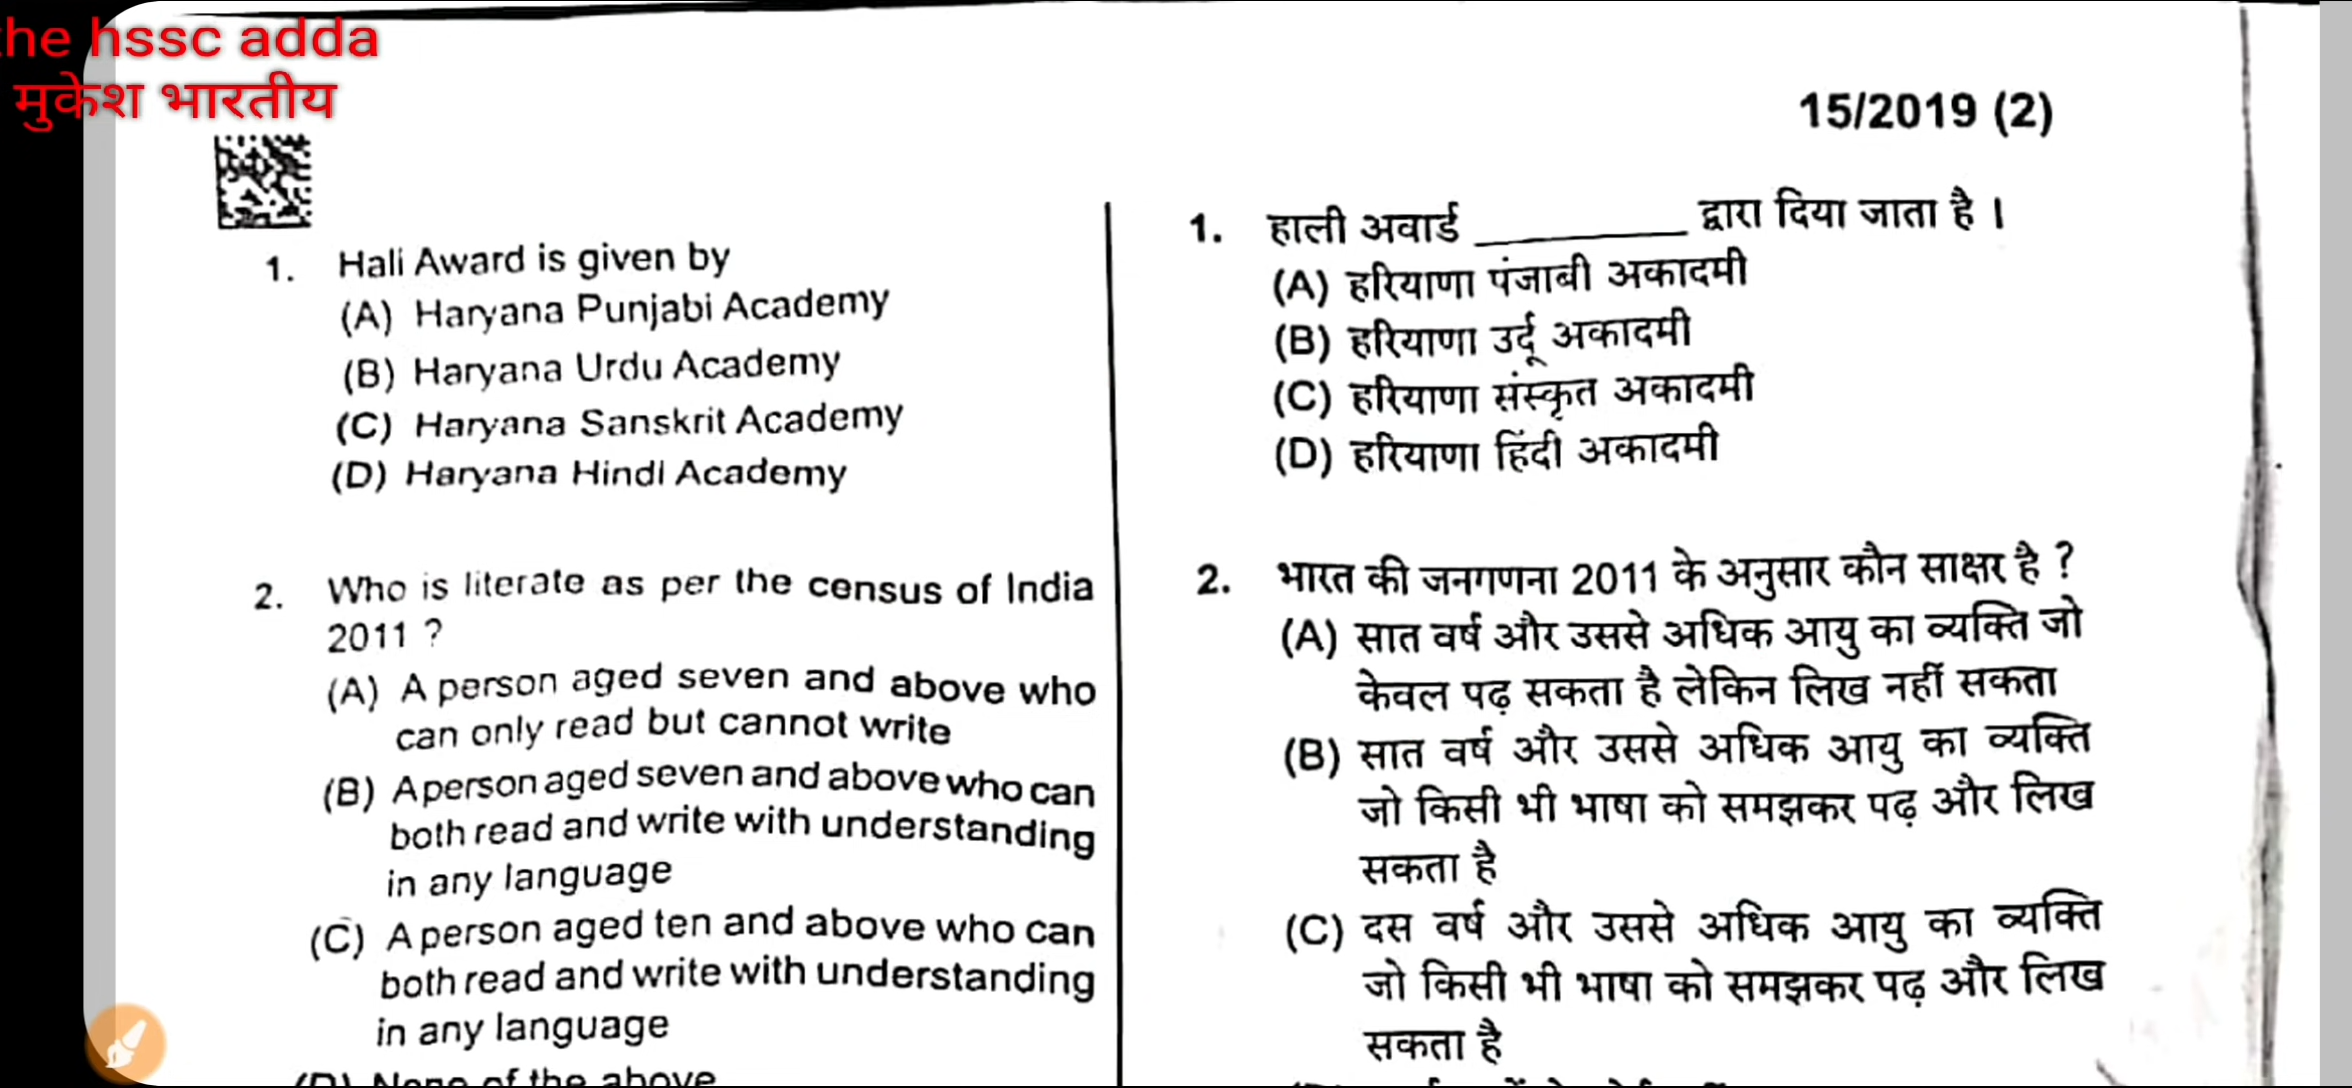 he hssc adda
मुकेश भारतीय
15/2019 (2)
1. Hali Award is given by
(A) Haryana Punjabi Academy
(B) Haryana Urdu Academy
(C) Haryana Sanskrit Academy
(D) Haryana Hindi Academy
2. Who is literate as per the census of India
2011 ?
(A) A person aged seven and above who
can only read but cannot write
(B) A person aged seven and above who can
both read and write with understanding
in any language
(C) A person aged ten and above who can
both read and write with understanding
in any language
(D) None of the above
1. हाली अवार्ड ________ द्वारा दिया जाता है ।
(A) हरियाणा पंजाबी अकादमी
(B) हरियाणा उर्दू अकादमी
(C) हरियाणा संस्कृत अकादमी
(D) हरियाणा हिंदी अकादमी
2. भारत की जनगणना 2011 के अनुसार कौन साक्षर है ?
(A) सात वर्ष और उससे अधिक आयु का व्यक्ति जो
केवल पढ़ सकता है लेकिन लिख नहीं सकता
(B) सात वर्ष और उससे अधिक आयु का व्यक्ति
जो किसी भी भाषा को समझकर पढ़ और लिख
सकता है
(C) दस वर्ष और उससे अधिक आयु का व्यक्ति
जो किसी भी भाषा को समझकर पढ़ और लिख
सकता है